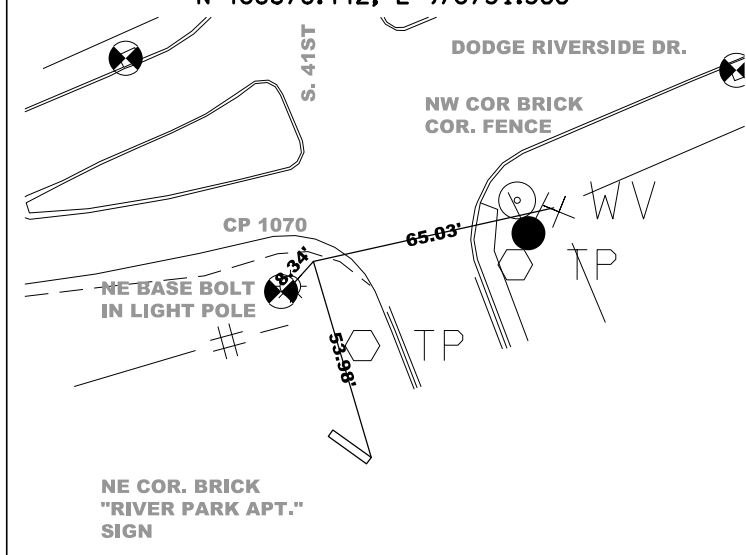 S. 41ST
DODGE RIVERSIDE DR.
NW COR BRICK
COR. FENCE
WV
CP 1070
65.03'
8.34'
TP
NE BASE BOLT
IN LIGHT POLE
53.98'
TP
NE COR. BRICK
"RIVER PARK APT."
SIGN